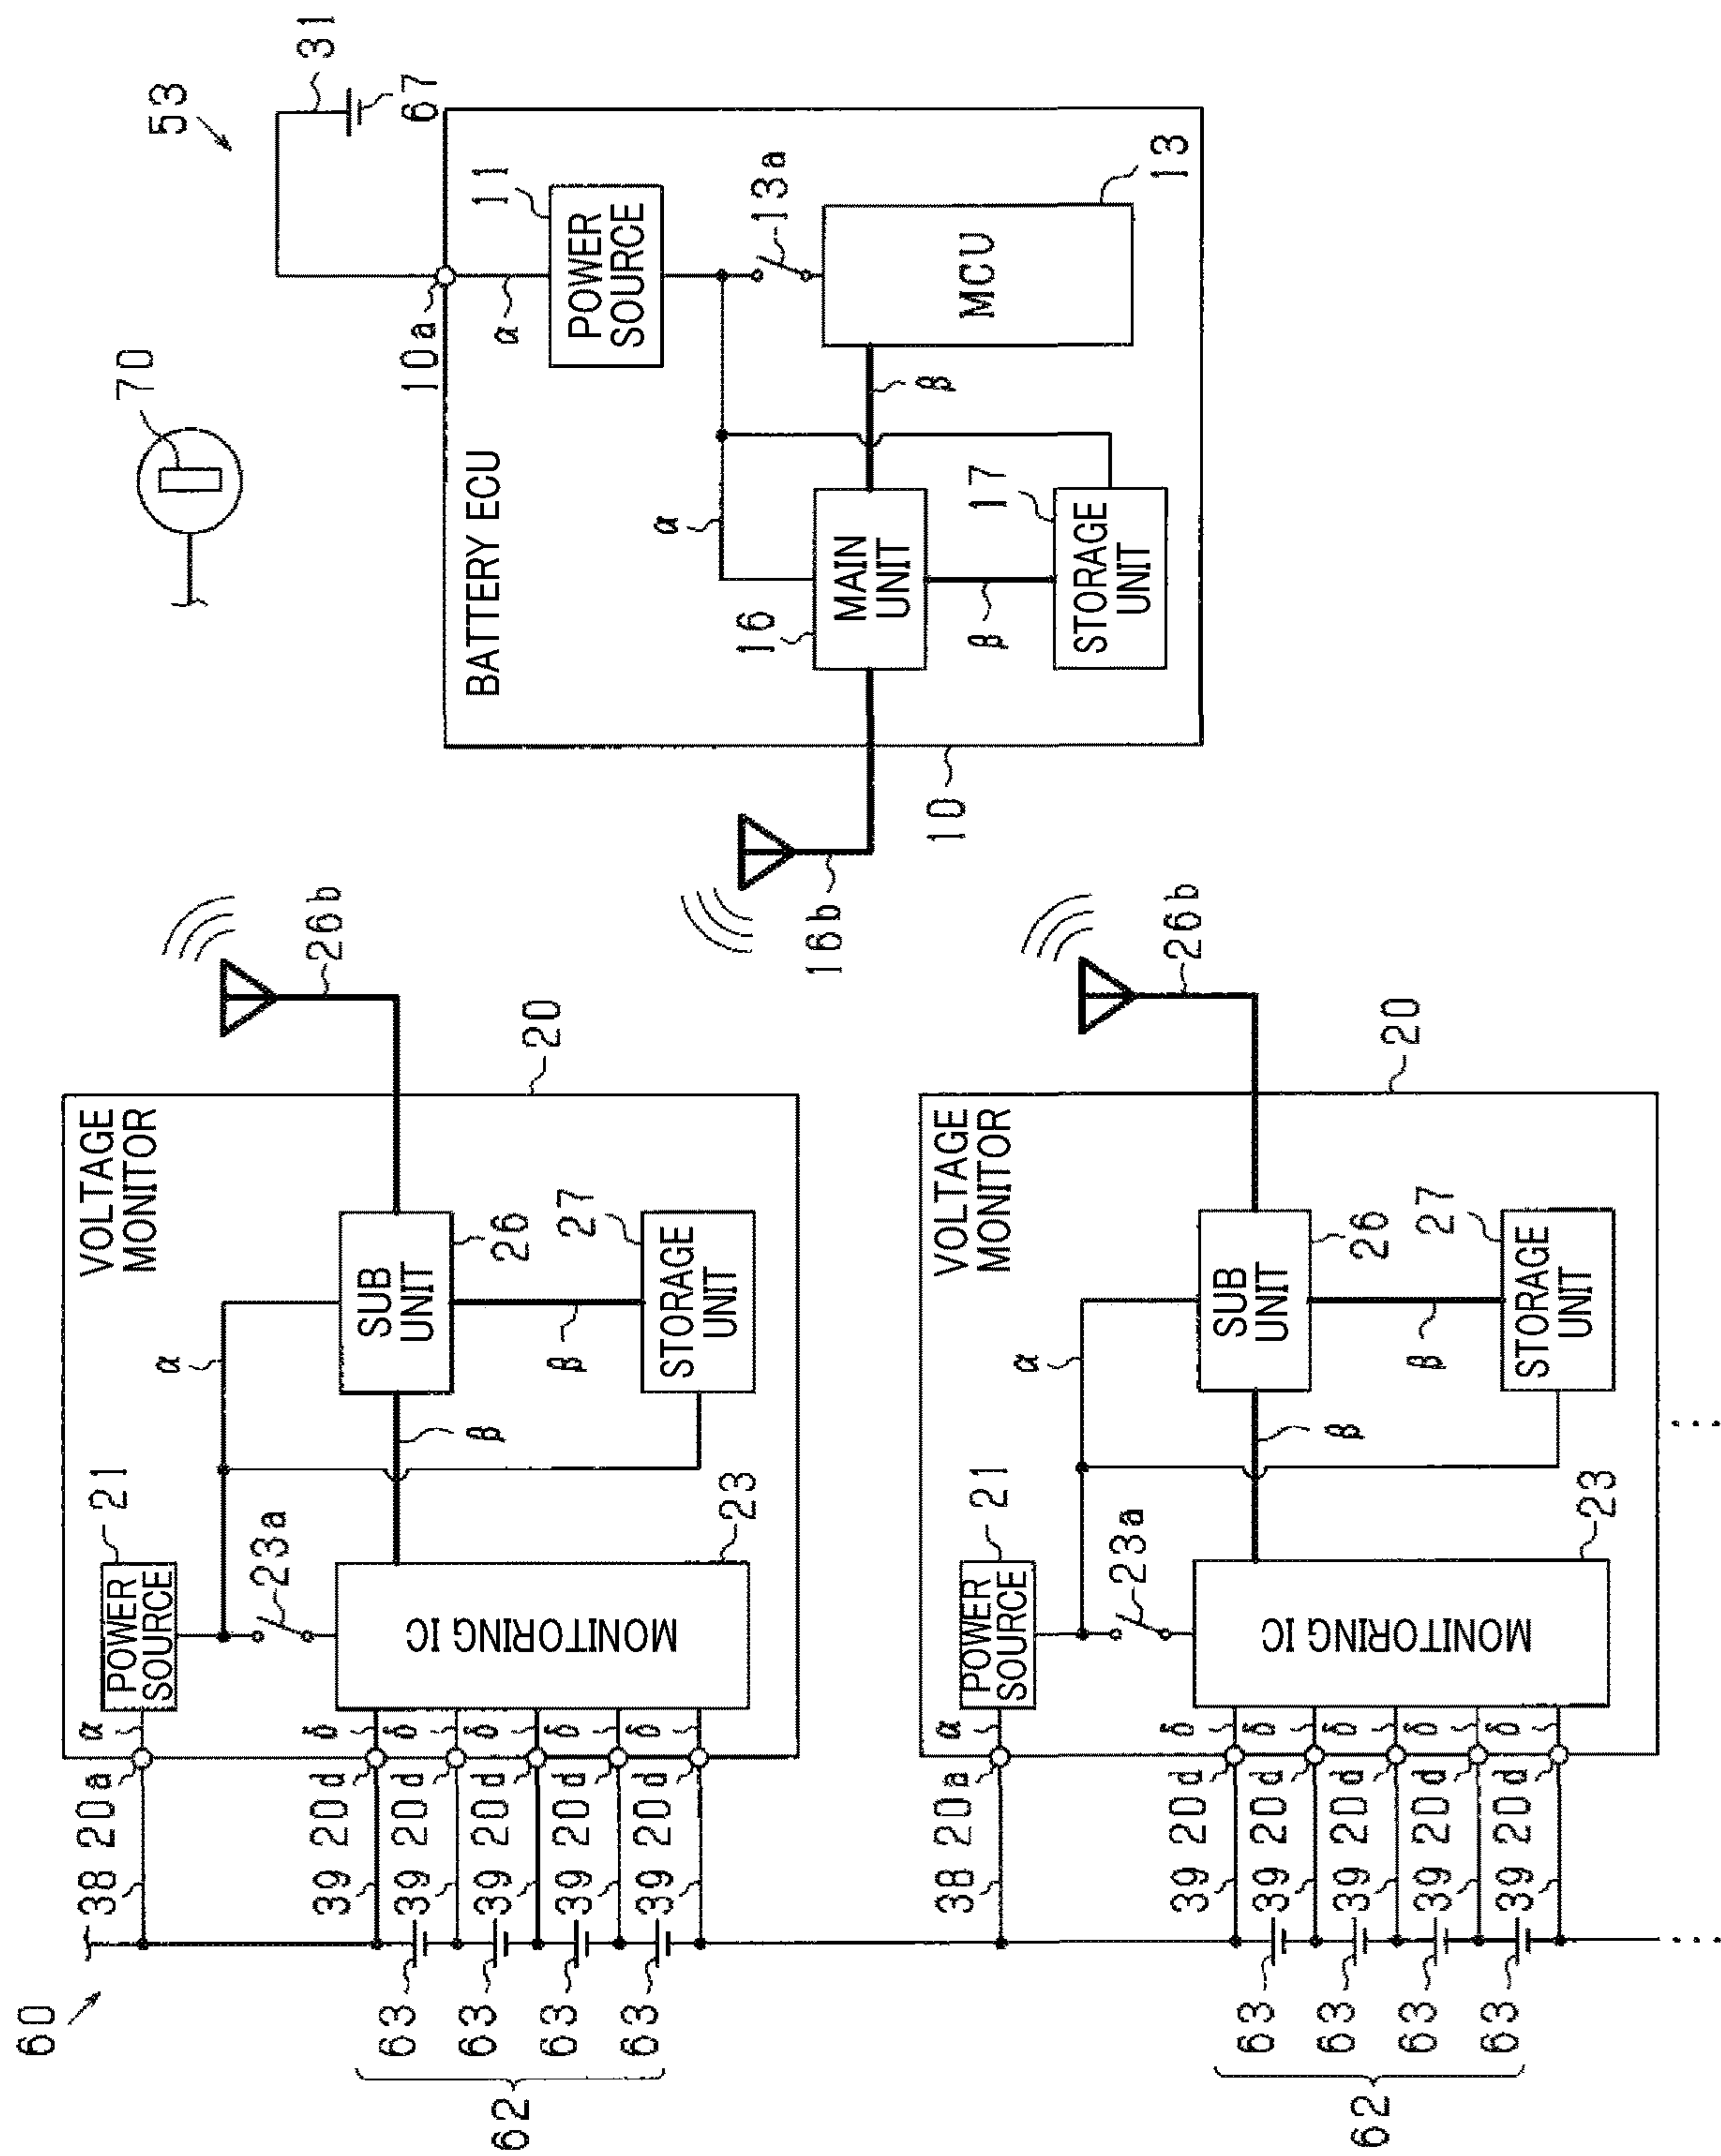 60
62
63
63
63
63
38
39
39
39
39
39
20a
20d
20d
20d
20d
20d
α
δ
δ
δ
δ
δ
VOLTAGE
MONITOR
POWER
SOURCE
21
23a
MONITORING IC
23
α
β
SUB
UNIT
26
β
STORAGE
UNIT
27
20
26b
62
63
63
63
63
38
39
39
39
39
39
20a
20d
20d
20d
20d
20d
α
δ
δ
δ
δ
δ
VOLTAGE
MONITOR
POWER
SOURCE
21
23a
MONITORING IC
23
α
β
SUB
UNIT
26
β
STORAGE
UNIT
27
20
26b
...
...
70
53
31
67
10a
BATTERY ECU
α
POWER
SOURCE
11
13a
MCU
13
β
α
MAIN
UNIT
16
β
STORAGE
UNIT
17
10
16b